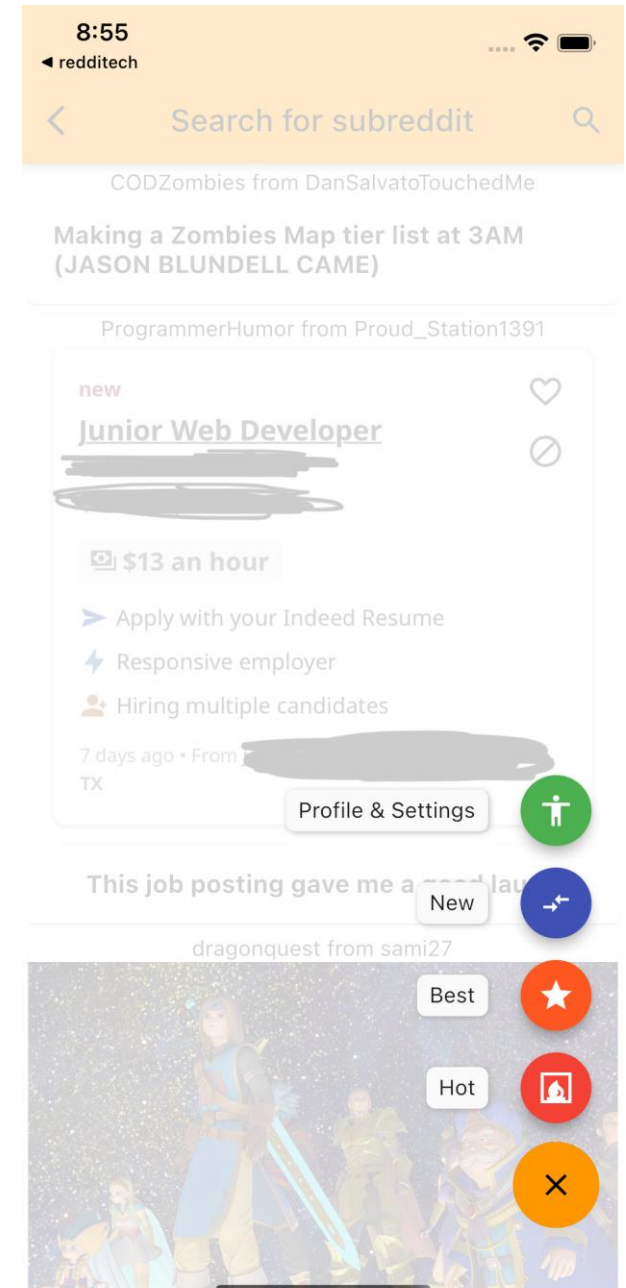 8:55
◀ redditech
Search for subreddit
CODZombies from DanSalvatoTouchedMe
Making a Zombies Map tier list at 3AM
(JASON BLUNDELL CAME)
ProgrammerHumor from Proud_Station1391
new
Junior Web Developer
$13 an hour
Apply with your Indeed Resume
Responsive employer
Hiring multiple candidates
7 days ago • From
TX
Profile & Settings
This job posting gave me a good lau
New
dragonquest from sami27
Best
Hot